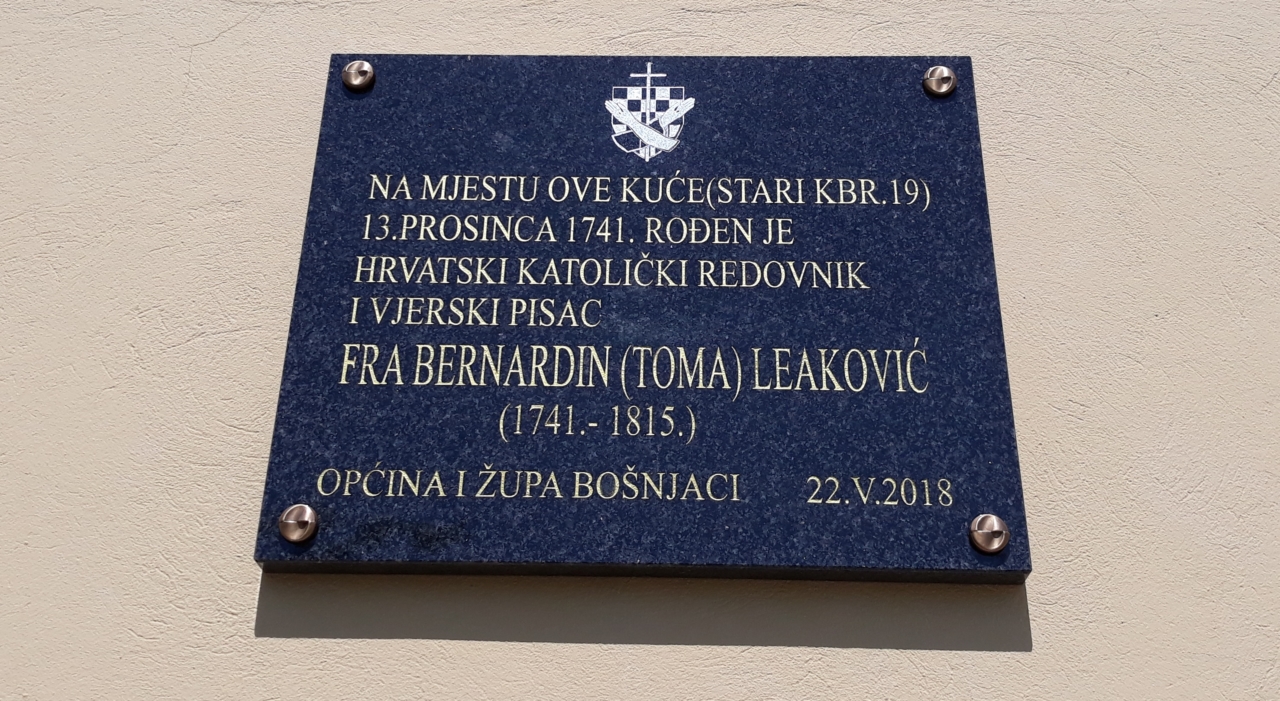 NA MJESTU OVE KUĆE(STARI KBR.19)
13.PROSINCA 1741. ROĐEN JE
HRVATSKI KATOLIČKI REDOVNIK
I VJERSKI PISAC
FRA BERNARDIN (TOMA) LEAKOVIĆ
(1741.- 1815.)
OPĆINA I ŽUPA BOŠNJACI 22.V.2018